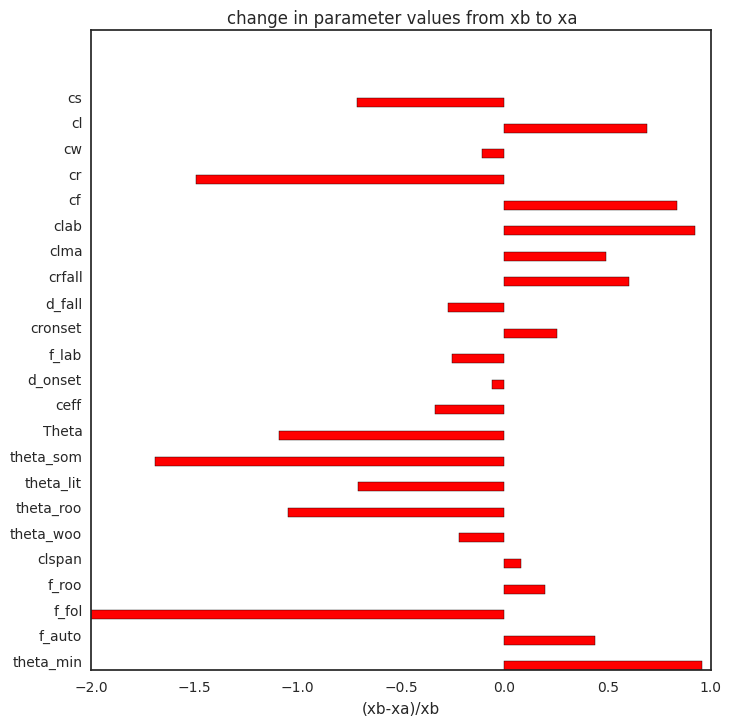 change in parameter values from xb to xa
cs
cl
cw
cr
cf
clab
clma
crfall
d_fall
cronset
f_lab
d_onset
ceff
Theta
theta_som
theta_lit
theta_roo
theta_woo
clspan
f_roo
f_fol
f_auto
theta_min
−2.0 −1.5 −1.0 −0.5 0.0 0.5 1.0
(xb-xa)/xb